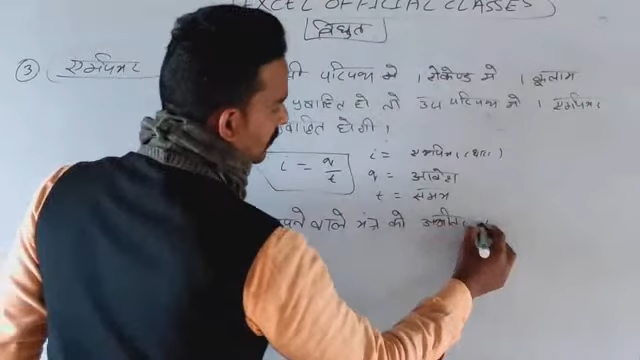 EXCEL OFFICIAL CLASSES
विद्युत
③ एम्पियर
परिपथ मे 1 सेकेण्ड मे 1 कूलाम
प्रवाहित हो तो उस परिपथ मे 1 एम्पियर
प्रवाहित होगी।
i = q/t
i = एम्पियर (धारा)
q = आवेश
t = समय
वाले यंत्र को अमीट